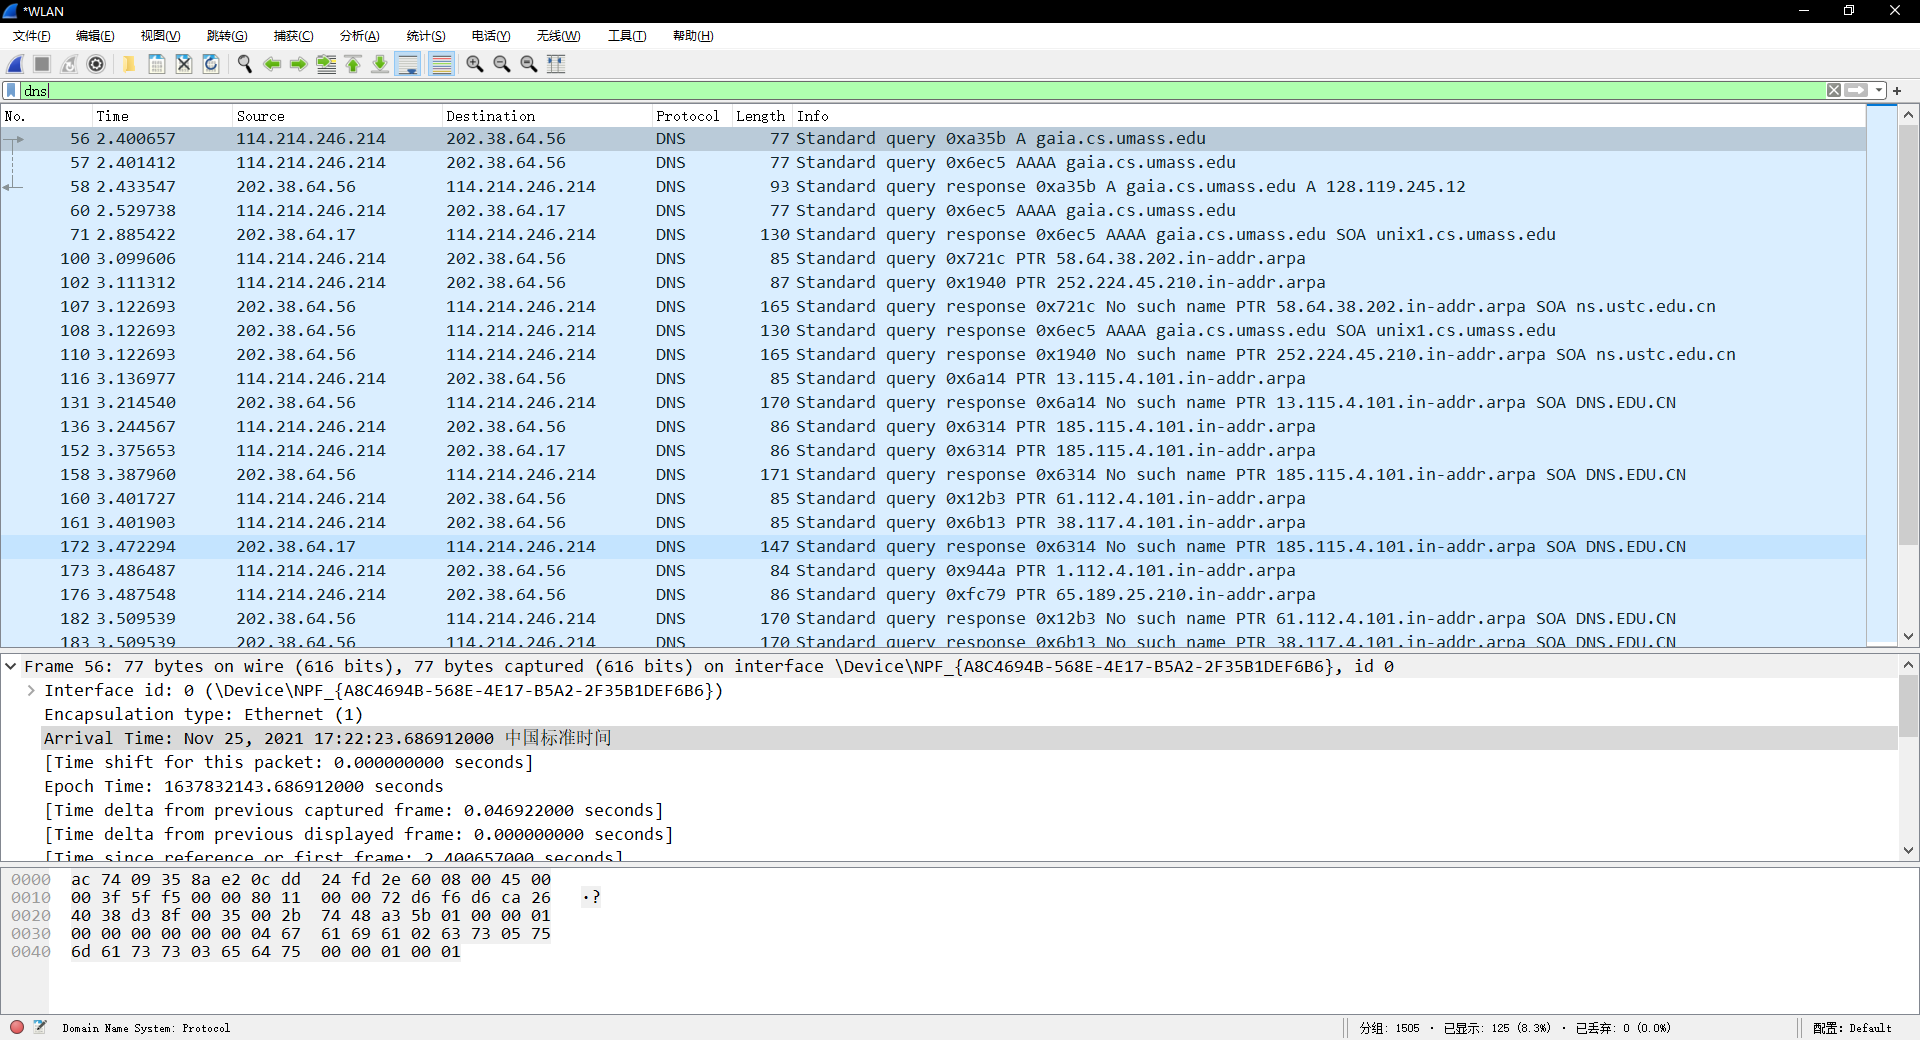 *WLAN
文件(F) 编辑(E) 视图(V) 跳转(G) 捕获(C) 分析(A) 统计(S) 电话(Y) 无线(W) 工具(T) 帮助(H)
dns
No. Time Source Destination Protocol Length Info
56 2.400657 114.214.246.214 202.38.64.56 DNS 77 Standard query 0xa35b A gaia.cs.umass.edu
57 2.401412 114.214.246.214 202.38.64.56 DNS 77 Standard query 0x6ec5 AAAA gaia.cs.umass.edu
58 2.433547 202.38.64.56 114.214.246.214 DNS 93 Standard query response 0xa35b A gaia.cs.umass.edu A 128.119.245.12
60 2.529738 114.214.246.214 202.38.64.17 DNS 77 Standard query 0x6ec5 AAAA gaia.cs.umass.edu
71 2.885422 202.38.64.17 114.214.246.214 DNS 130 Standard query response 0x6ec5 AAAA gaia.cs.umass.edu SOA unix1.cs.umass.edu
100 3.099606 114.214.246.214 202.38.64.56 DNS 85 Standard query 0x721c PTR 58.64.38.202.in-addr.arpa
102 3.111312 114.214.246.214 202.38.64.56 DNS 87 Standard query 0x1940 PTR 252.224.45.210.in-addr.arpa
107 3.122693 202.38.64.56 114.214.246.214 DNS 165 Standard query response 0x721c No such name PTR 58.64.38.202.in-addr.arpa SOA ns.ustc.edu.cn
108 3.122693 202.38.64.56 114.214.246.214 DNS 130 Standard query response 0x6ec5 AAAA gaia.cs.umass.edu SOA unix1.cs.umass.edu
110 3.122693 202.38.64.56 114.214.246.214 DNS 165 Standard query response 0x1940 No such name PTR 252.224.45.210.in-addr.arpa SOA ns.ustc.edu.cn
116 3.136977 114.214.246.214 202.38.64.56 DNS 85 Standard query 0x6a14 PTR 13.115.4.101.in-addr.arpa
131 3.214540 202.38.64.56 114.214.246.214 DNS 170 Standard query response 0x6a14 No such name PTR 13.115.4.101.in-addr.arpa SOA DNS.EDU.CN
136 3.244567 114.214.246.214 202.38.64.56 DNS 86 Standard query 0x6314 PTR 185.115.4.101.in-addr.arpa
152 3.375653 114.214.246.214 202.38.64.17 DNS 86 Standard query 0x6314 PTR 185.115.4.101.in-addr.arpa
158 3.387960 202.38.64.56 114.214.246.214 DNS 171 Standard query response 0x6314 No such name PTR 185.115.4.101.in-addr.arpa SOA DNS.EDU.CN
160 3.401727 114.214.246.214 202.38.64.56 DNS 85 Standard query 0x12b3 PTR 61.112.4.101.in-addr.arpa
161 3.401903 114.214.246.214 202.38.64.56 DNS 85 Standard query 0x6b13 PTR 38.117.4.101.in-addr.arpa
172 3.472294 202.38.64.17 114.214.246.214 DNS 147 Standard query response 0x6314 No such name PTR 185.115.4.101.in-addr.arpa SOA DNS.EDU.CN
173 3.486487 114.214.246.214 202.38.64.56 DNS 84 Standard query 0x944a PTR 1.112.4.101.in-addr.arpa
176 3.487548 114.214.246.214 202.38.64.56 DNS 86 Standard query 0xfc79 PTR 65.189.25.210.in-addr.arpa
182 3.509539 202.38.64.56 114.214.246.214 DNS 170 Standard query response 0x12b3 No such name PTR 61.112.4.101.in-addr.arpa SOA DNS.EDU.CN
183 3.509539 202.38.64.56 114.214.246.214 DNS 170 Standard query response 0x6b13 No such name PTR 38.117.4.101.in-addr.arpa SOA DNS.EDU.CN
Frame 56: 77 bytes on wire (616 bits), 77 bytes captured (616 bits) on interface \Device\NPF_{A8C4694B-568E-4E17-B5A2-2F35B1DEF6B6}, id 0
Interface id: 0 (\Device\NPF_{A8C4694B-568E-4E17-B5A2-2F35B1DEF6B6})
Encapsulation type: Ethernet (1)
Arrival Time: Nov 25, 2021 17:22:23.686912000 中国标准时间
[Time shift for this packet: 0.000000000 seconds]
Epoch Time: 1637832143.686912000 seconds
[Time delta from previous captured frame: 0.046922000 seconds]
[Time delta from previous displayed frame: 0.000000000 seconds]
[Time since reference or first frame: 2.400657000 seconds]
0000 ac 74 09 35 8a e2 0c dd 24 fd 2e 60 08 00 45 00
0010 00 3f 5f f5 00 00 80 11 00 00 72 d6 f6 d6 ca 26 ·?
0020 40 38 d3 8f 00 35 00 2b 74 48 a3 5b 01 00 00 01
0030 00 00 00 00 00 00 04 67 61 69 61 02 63 73 05 75
0040 6d 61 73 73 03 65 64 75 00 00 01 00 01
Domain Name System: Protocol 分组: 1505 · 已显示: 125 (8.3%) · 已丢弃: 0 (0.0%) 配置: Default